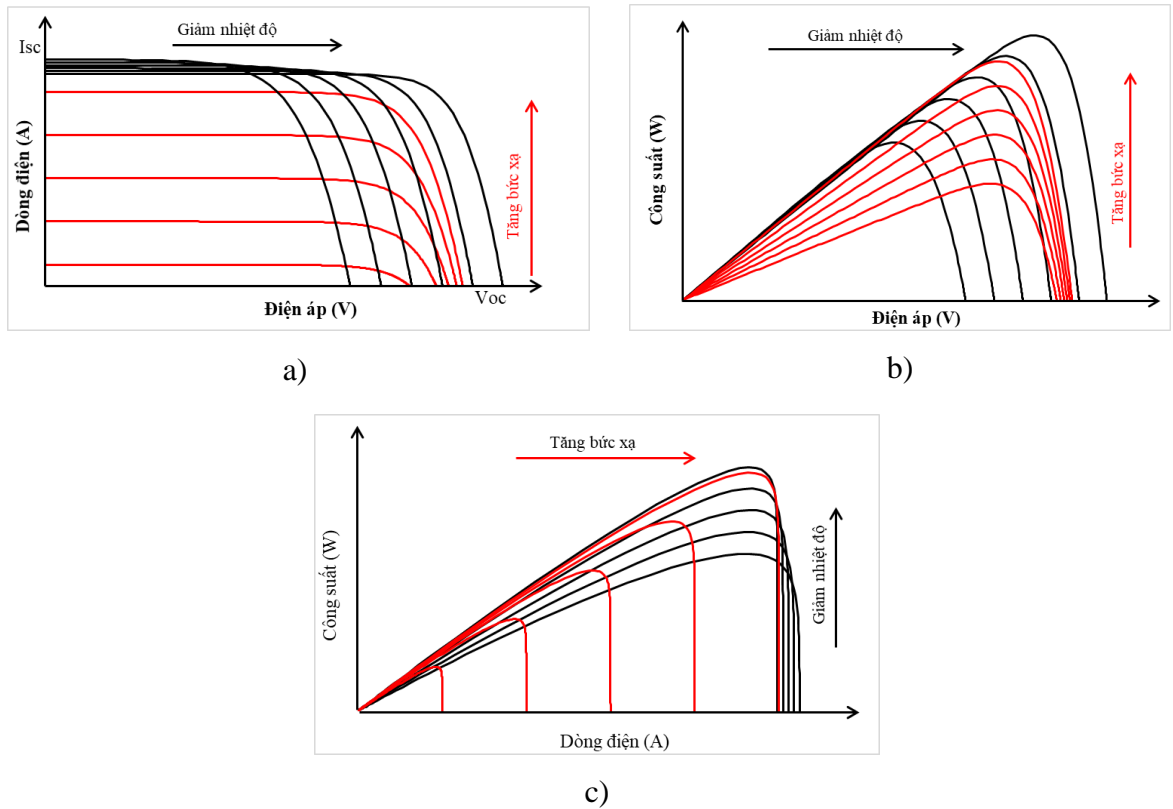 Giảm nhiệt độ
Isc
Dòng điện (A)
Tăng bức xạ
Voc
Điện áp (V)
a)
Giảm nhiệt độ
Công suất (W)
Tăng bức xạ
Điện áp (V)
b)
Tăng bức xạ
Công suất (W)
Giảm nhiệt độ
Dòng điện (A)
c)